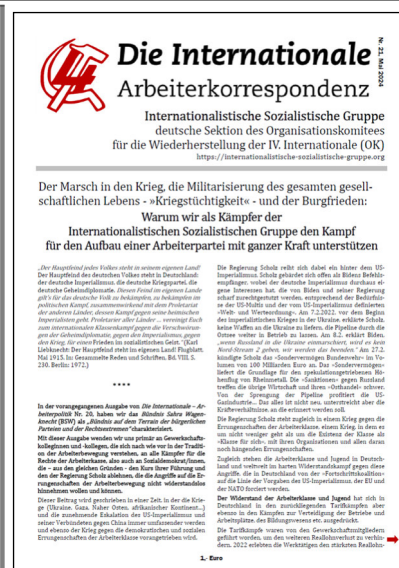 Nr. 21, Mai 2024
Die Internationale
Arbeiterkorrespondenz
Internationalistische Sozialistische Gruppe
deutsche Sektion des Organisationskomitees
für die Wiederherstellung der IV. Internationale (OK)
https://internationalistische-sozialistische-gruppe.org
Der Marsch in den Krieg, die Militarisierung des gesamten gesell-
schaftlichen Lebens - »Kriegstüchtigkeit« - und der Burgfrieden:
Warum wir als Kämpfer der
Internationalistischen Sozialistischen Gruppe den Kampf
für den Aufbau einer Arbeiterpartei mit ganzer Kraft unterstützen
„Der Hauptfeind jedes Volkes steht in seinem eigenen Land!
Der Hauptfeind des deutschen Volkes steht in Deutschland:
der deutsche Imperialismus, die deutsche Kriegspartei, die
deutsche Geheimdiplomatie. Diesen Feind im eigenen Lande
gilt's für das deutsche Volk zu bekämpfen, zu bekämpfen im
politischen Kampf, zusammenwirkend mit dem Proletariat
der anderen Länder, dessen Kampf gegen seine heimischen
Imperialisten geht. Proletarier aller Länder ... vereinigt Euch
zum internationalen Klassenkampf gegen die Verschwörun-
gen der Geheimdiplomatie, gegen den Imperialismus, gegen
den Krieg, für einen Frieden im sozialistischen Geist. "(Karl
Liebknecht: Der Hauptfeind steht im eigenen Land! Flugblatt.
Mai 1915. In: Gesammelte Reden und Schriften. Bd. VIII, S.
230. Berlin: 1972.)
****
In der vorangegangenen Ausgabe von Die Internationale – Ar-
beiterpolitik Nr. 20, haben wir das Bündnis Sahra Wagen-
knecht (BSW) als „Bündnis auf dem Terrain der bürgerlichen
Parteien und der Rechtsextremen" charakterisiert.
Mit dieser Ausgabe wenden wir uns primär an Gewerkschafts-
kolleginnen und -kollegen, die sich nach wie vor in der Traditi-
on der Arbeiterbewegung verstehen, an alle Kämpfer für die
Rechte der Arbeiterklasse, also auch an Sozialdemokrat/innen,
die – aus den gleichen Gründen - den Kurs ihrer Führung und
den der Regierung Scholz ablehnen, die die Angriffe auf die Er-
rungenschaften der Arbeiterbewegung nicht widerstandslos
hinnehmen wollen und können.
Dieser Beitrag wird geschrieben in einer Zeit, in der die Krie-
ge (Ukraine, Gaza, Naher Osten, afrikanischer Kontinent...)
und die zunehmende Eskalation des US-Imperialismus und
seiner Verbündeten gegen China immer umfassender werden
und ebenso der Krieg gegen die demokratischen und sozialen
Errungenschaften der Arbeiterklasse vorangetrieben wird.
Die Regierung Scholz reiht sich dabei ein hinter dem US-
Imperialismus. Scholz gebärdet sich offen als Bidens Befehls-
empfänger, wobei der deutsche Imperialismus durchaus ei-
gene Interessen hat, die von Biden und seiner Regierung
scharf zurechtgestutzt werden, entsprechend der Bedürfnis-
se der US-Multis und der vom US-Imperialismus definierten
»Welt- und Werteordnung«. Am 7.2.2022, vor dem Beginn
des imperialistischen Krieges in der Ukraine, erklärte Scholz,
keine Waffen an die Ukraine zu liefern, die Pipeline durch die
Ostsee weiter in Betrieb zu lassen. Am 8.2. erklärt Biden,
„wenn Russland in die Ukraine einmarschiert, wird es kein
Nord-Stream 2 geben, wir werden das beenden." Am 27.2.
kündigte Scholz das »Sondervermögen Bundeswehr« im Vo-
lumen von 100 Milliarden Euro an. Das »Sondervermögen«
liefert die Grundlage für den spekulationsgetriebenen Hö-
henflug von Rheinmetall. Die »Sanktionen« gegen Russland
treffen die übrige Wirtschaft und ihren »Osthandel« schwer.
Von der Sprengung der Pipeline profitiert die US-
Gasindustrie... Das alles ist nicht neu, unterstreicht aber die
Kräfteverhältnisse, an die erinnert werden soll.
Die Regierung Scholz steht zugleich in einem Krieg gegen die
Errungenschaften der Arbeiterklasse, einem Krieg, in dem es
um nicht weniger geht als um die Existenz der Klasse als
»Klasse für sich«, mit ihren Organisationen und allen daran
noch hängenden Errungenschaften.
Zugleich stehen die Arbeiterklasse und Jugend in Deutsch-
land und weltweit im harten Widerstandskampf gegen diese
Angriffe, die in Deutschland von der »Fortschrittskoalition«
auf die Linie der Vorgaben des US-Imperialismus, der EU und
der NATO forciert werden.
Der Widerstand der Arbeiterklasse und Jugend hat sich in
Deutschland in den zurückliegenden Tarifkämpfen aber
ebenso in den Kämpfen zur Verteidigung der Betriebe und
Arbeitsplätze, des Bildungswesens etc. ausgedrückt.
Die Tarifkämpfe waren von den Gewerkschaftsmitgliedern
geführt worden, um den weiteren Reallohnverlust zu verhin-
dern. 2022 erlebten die Werktätigen den stärksten Reallohn-
1,- Euro